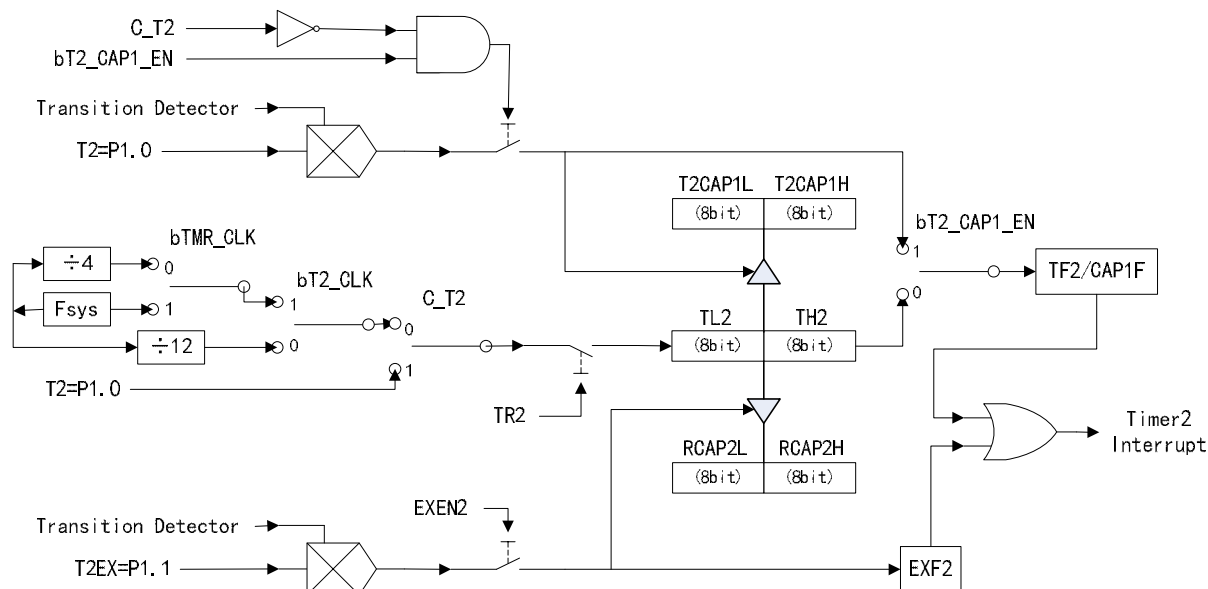 C_T2
bT2_CAP1_EN
Transition Detector
T2=P1.0
T2CAP1L T2CAP1H
(8bit) (8bit)
bT2_CAP1_EN
1
0
TF2/CAP1F
bTMR_CLK
÷4
0
Fsys
1
bT2_CLK
1
0
÷12
C_T2
0
1
T2=P1.0
TR2
TL2 TH2
(8bit) (8bit)
RCAP2L RCAP2H
(8bit) (8bit)
Timer2
Interrupt
EXEN2
Transition Detector
T2EX=P1.1
EXF2